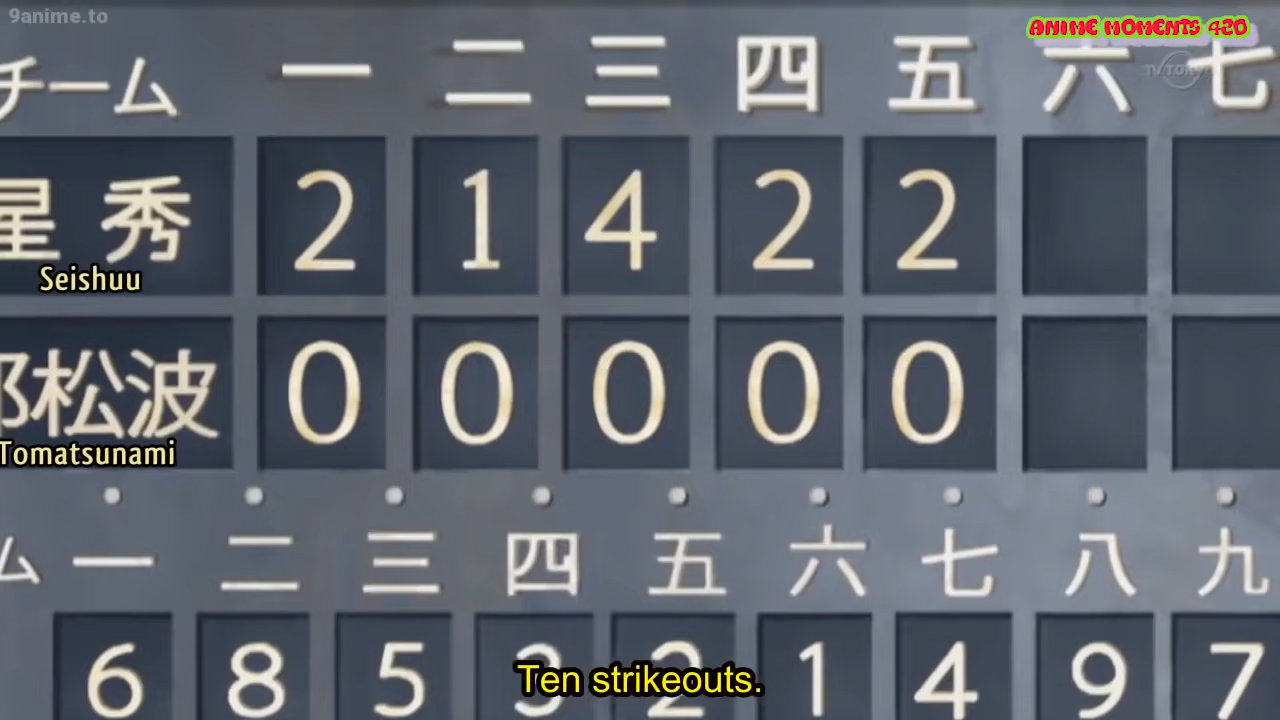 9anime.to
ANIME MOMENTS 420
TV TOKYO
チーム 一 二 三 四 五 六 七
星秀 2 1 4 2 2
Seishuu
松波 0 0 0 0 0
Tomatsunami
ム 一 二 三 四 五 六 七 八 九
6 8 5 3 2 1 4 9 7
Ten strikeouts.